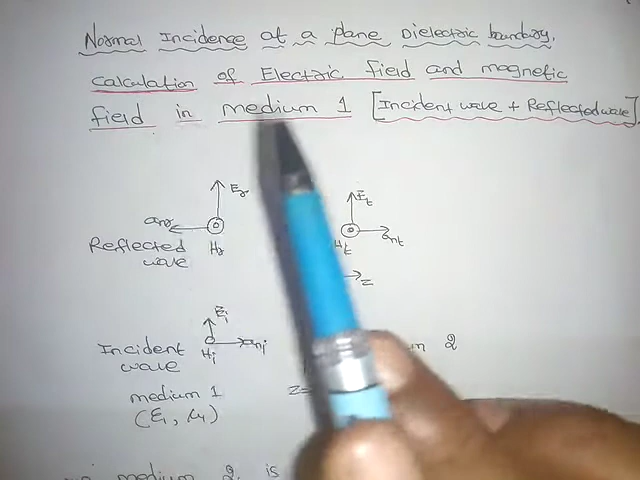 Normal Incidence at a plane Dielectric boundary,
calculation of Electric field and magnetic
field in medium 1 [Incident wave + Reflected wave]
Er
Et
anr
ant
Reflected
wave
Hr
Ht
z
Ei
Incident
wave
Hi
ani
2
medium 1
z=
(ε1, μ1)
medium 2 is